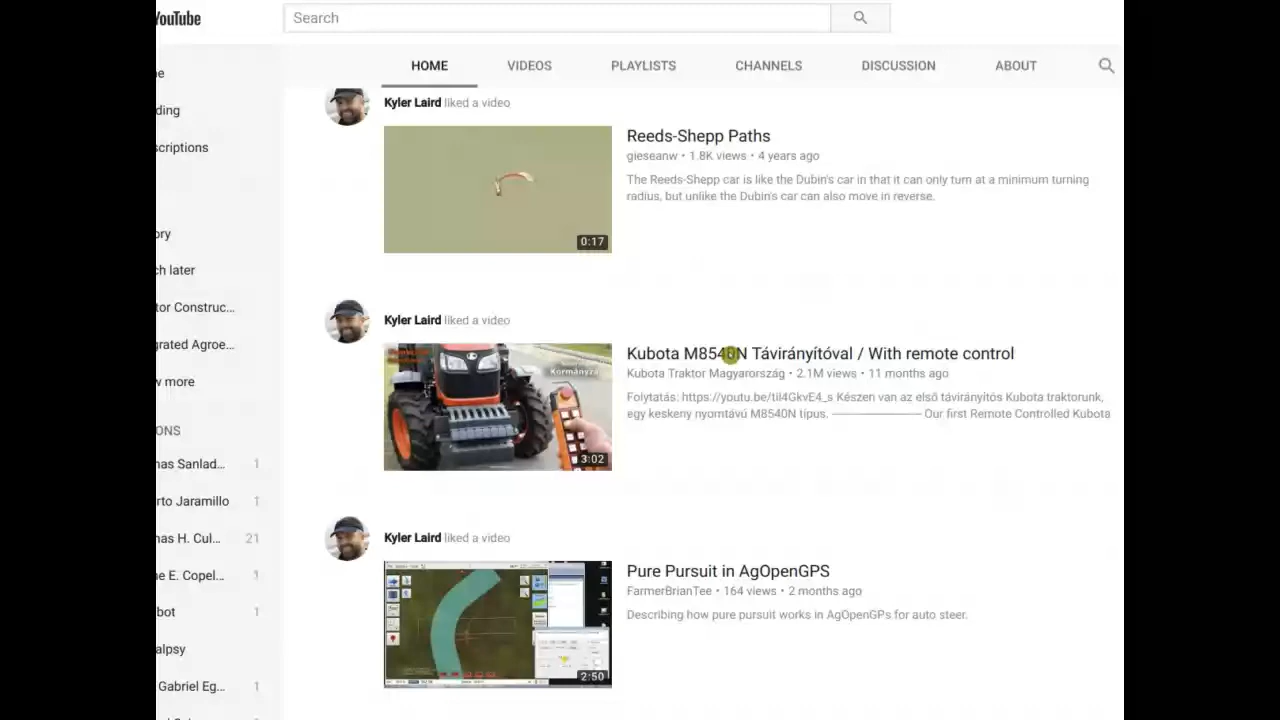 YouTube
Search
HOME VIDEOS PLAYLISTS CHANNELS DISCUSSION ABOUT
ne
ding
scriptions
ory
ch later
tor Construc...
grated Agroe...
w more
ONS
nas Sanlad... 1
rto Jaramillo 1
nas H. Cul... 21
ne E. Copel... 1
bot 1
alpsy
Gabriel Eg... 1
Kyler Laird liked a video
0:17
Reeds-Shepp Paths
gieseanw • 1.8K views • 4 years ago
The Reeds-Shepp car is like the Dubin's car in that it can only turn at a minimum turning
radius, but unlike the Dubin's car can also move in reverse.
Kyler Laird liked a video
Kormányzá
3:02
Kubota M8540N Távirányítóval / With remote control
Kubota Traktor Magyarország • 2.1M views • 11 months ago
Folytatás: https://youtu.be/til4GkvE4_s Készen van az első távirányítós Kubota traktorunk,
egy keskeny nyomtávú M8540N típus. ——————— Our first Remote Controlled Kubota
Kyler Laird liked a video
2:50
Pure Pursuit in AgOpenGPS
FarmerBrianTee • 164 views • 2 months ago
Describing how pure pursuit works in AgOpenGPs for auto steer.